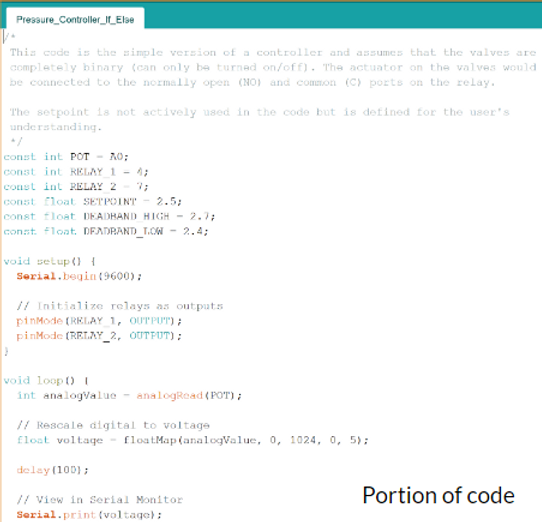 Pressure_Controller_If_Else
/*
This code is the simple version of a controller and assumes that the valves are
completely binary (can only be turned on/off). The actuator on the valves would
be connected to the normally open (NO) and common (C) ports on the relay.
The setpoint is not actively used in the code but is defined for the user's
understanding.
*/
const int POT = A0;
const int RELAY_1 = 4;
const int RELAY_2 = 7;
const float SETPOINT = 2.5;
const float DEADBAND_HIGH = 2.7;
const float DEADBAND_LOW = 2.4;
void setup() {
Serial.begin(9600);
// Initialize relays as outputs
pinMode(RELAY_1, OUTPUT);
pinMode(RELAY_2, OUTPUT);
}
void loop() {
int analogValue = analogRead(POT);
// Rescale digital to voltage
float voltage = floatMap(analogValue, 0, 1024, 0, 5);
delay(100);
// View in Serial Monitor
Serial.print(voltage);
Portion of code